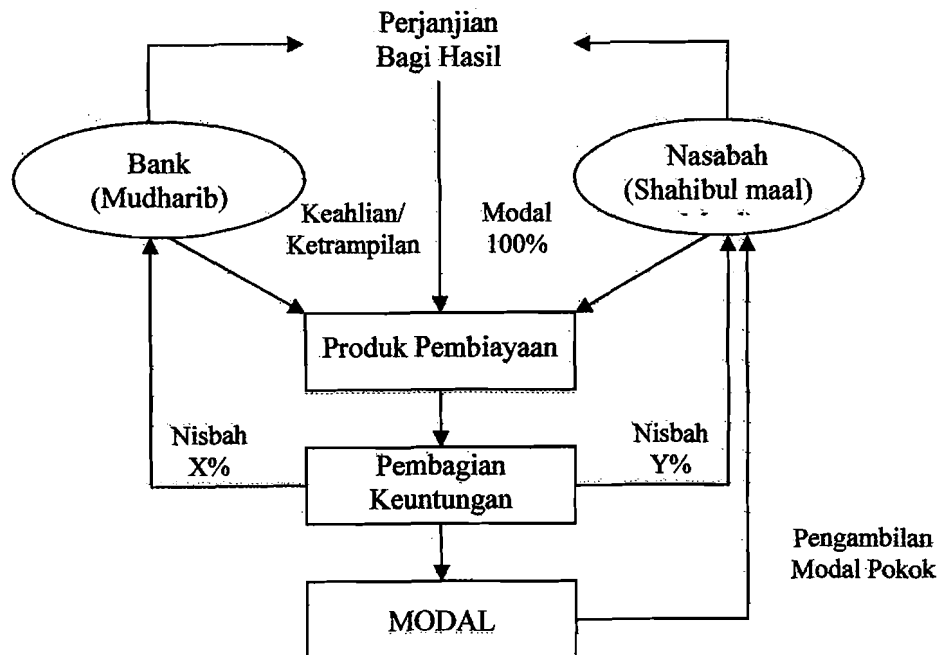 Perjanjian
Bagi Hasil
Bank
(Mudharib)
Nasabah
(Shahibul maal)
Keahlian/
Ketrampilan
Modal
100%
Produk Pembiayaan
Nisbah
X%
Pembagian
Keuntungan
Nisbah
Y%
Pengambilan
Modal Pokok
MODAL